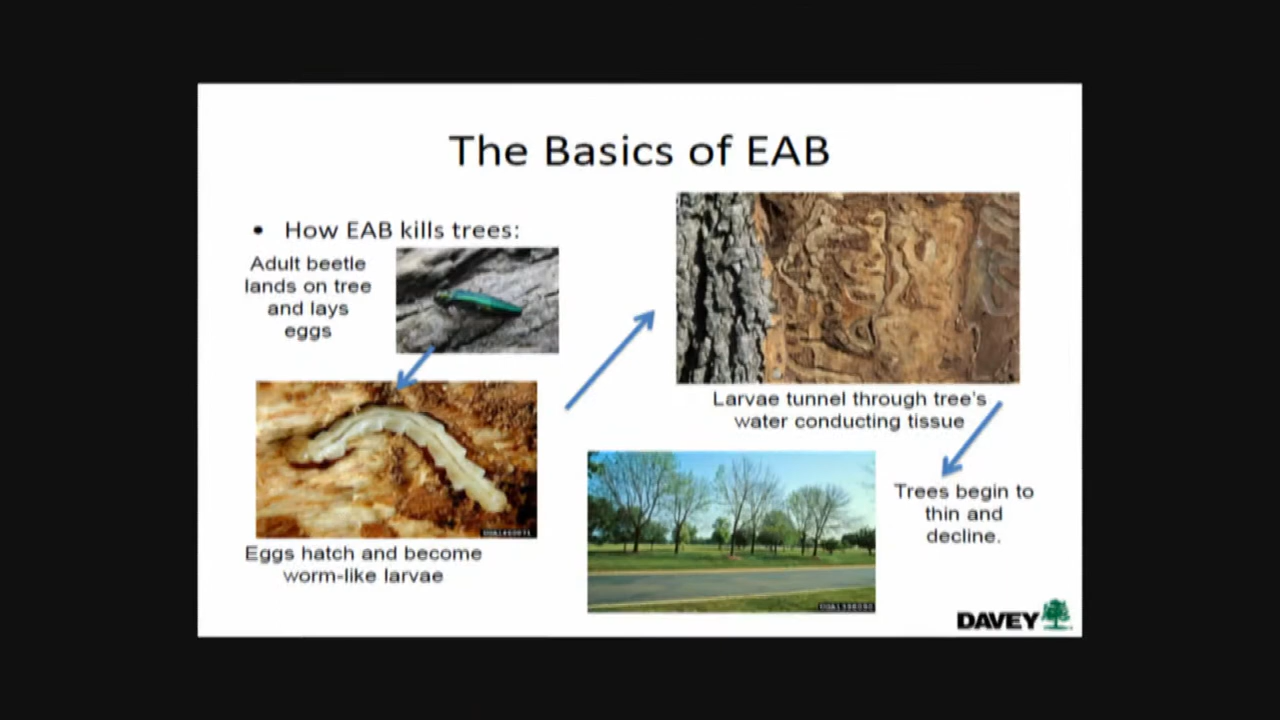 The Basics of EAB
• How EAB kills trees:
Adult beetle
lands on tree
and lays
eggs
Eggs hatch and become
worm-like larvae
Larvae tunnel through tree's
water conducting tissue
Trees begin to
thin and
decline.
DAVEY